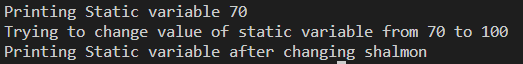 Printing Static variable 70
Trying to change value of static variable from 70 to 100
Printing Static variable after changing shalmon